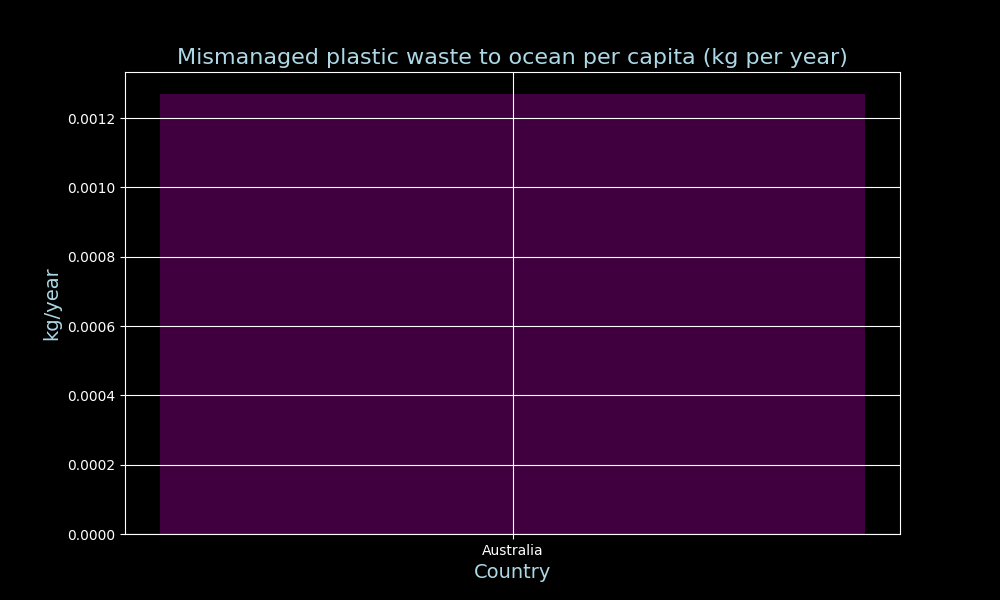 Mismanaged plastic waste to ocean per capita (kg per year)
0.0012
0.0010
0.0008
0.0006
0.0004
0.0002
0.0000
kg/year
Australia
Country